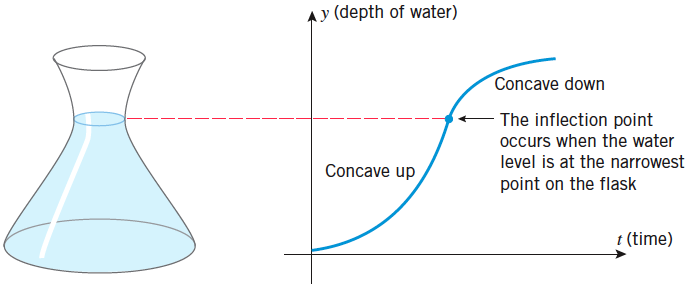 y (depth of water)
Concave down
The inflection point
occurs when the water
level is at the narrowest
point on the flask
Concave up
t (time)